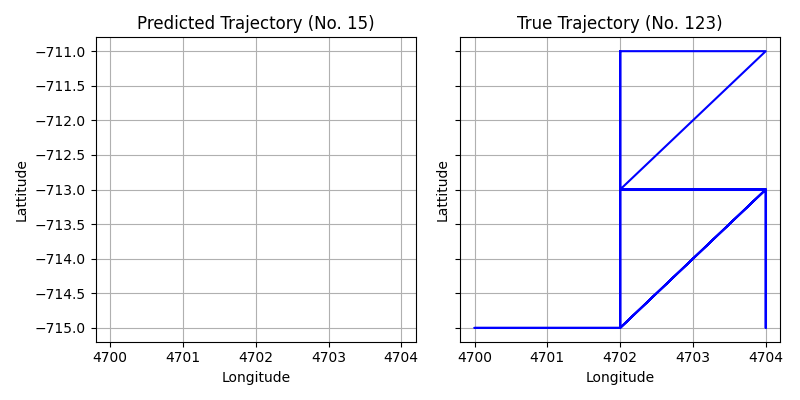 Predicted Trajectory (No. 15)
True Trajectory (No. 123)
−711.0
−711.5
−712.0
−712.5
−713.0
−713.5
−714.0
−714.5
−715.0
Lattitude
Lattitude
4700 4701 4702 4703 4704
4700 4701 4702 4703 4704
Longitude
Longitude